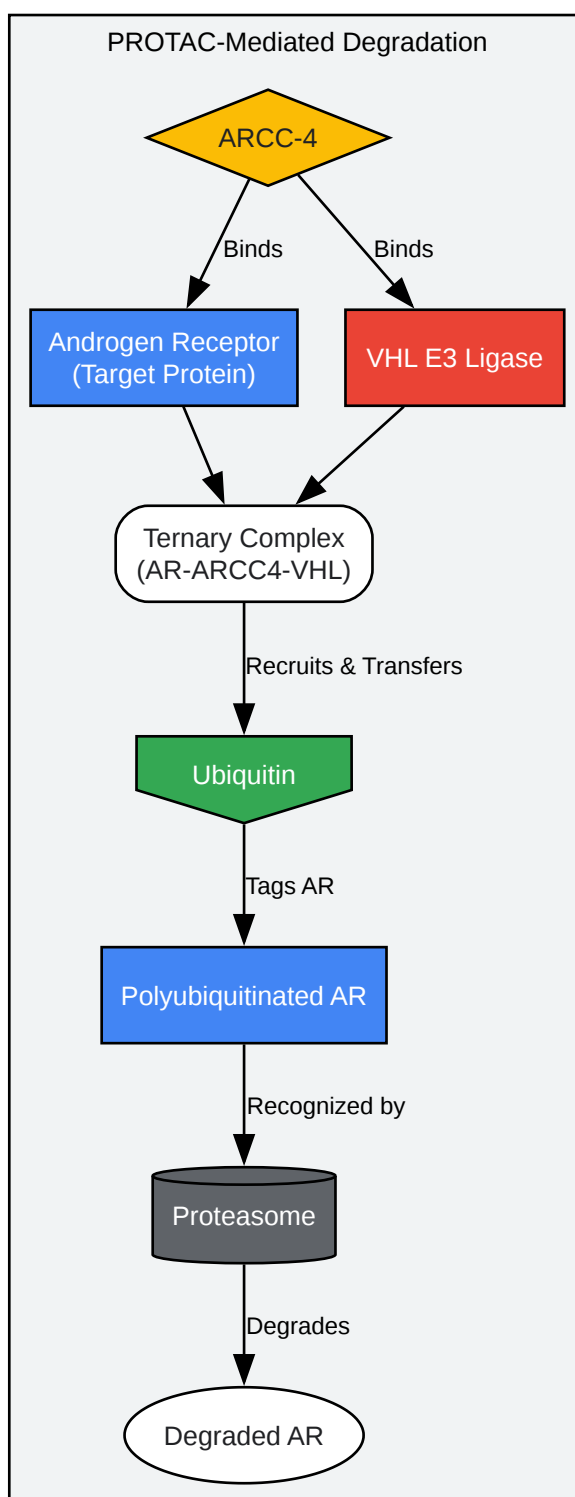 PROTAC-Mediated Degradation
ARCC-4
Binds
Binds
Androgen Receptor
(Target Protein)
VHL E3 Ligase
Ternary Complex
(AR-ARCC4-VHL)
Recruits & Transfers
Ubiquitin
Tags AR
Polyubiquitinated AR
Recognized by
Proteasome
Degrades
Degraded AR